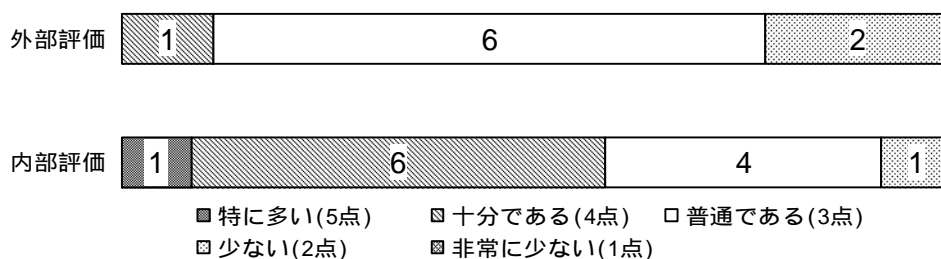 外部評価 1 6 2
内部評価 1 6 4 1
特に多い(5点) 十分である(4点) 普通である(3点)
少ない(2点) 非常に少ない(1点)